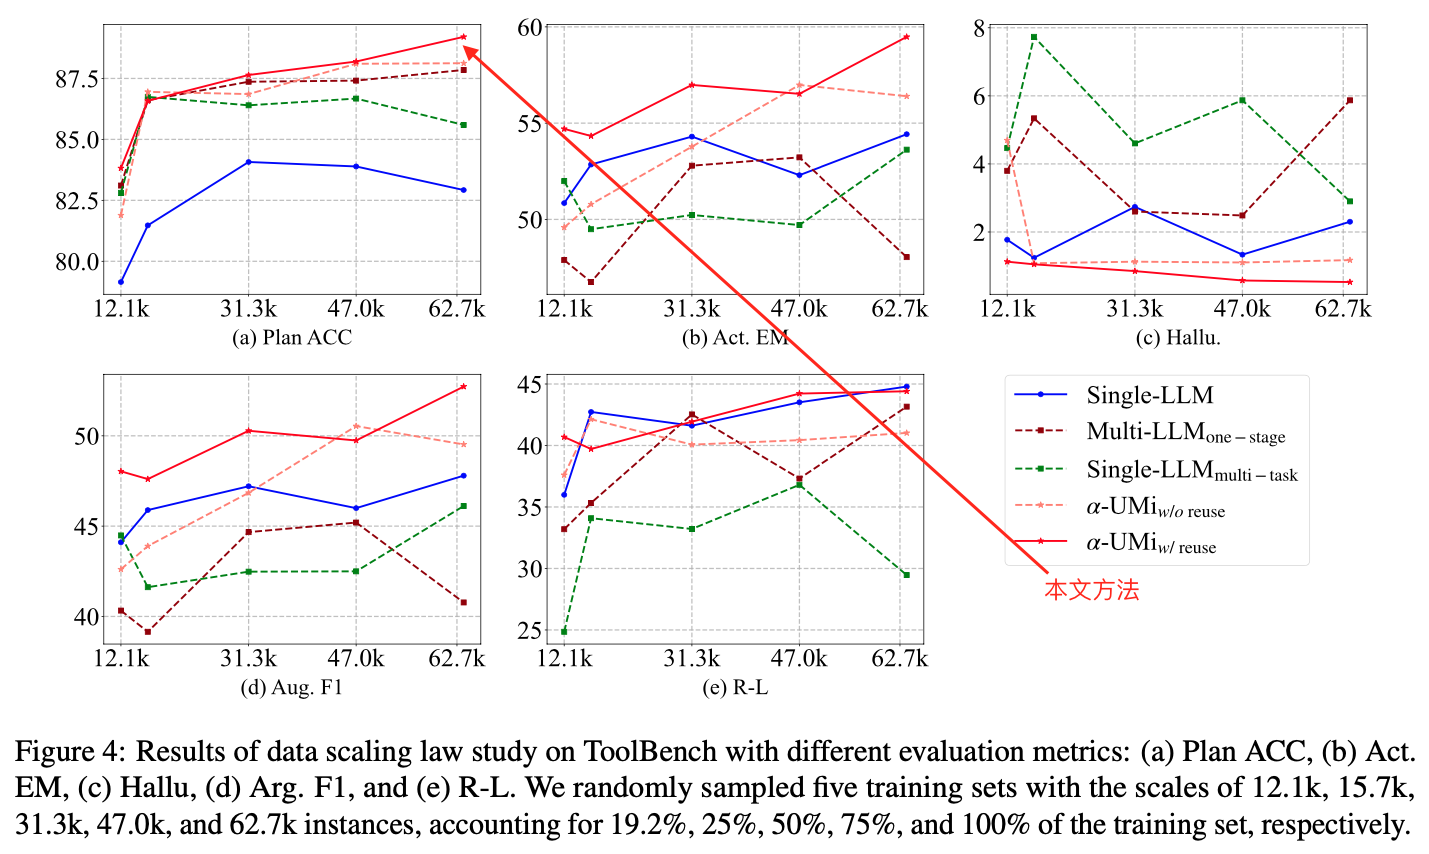 87.5
85.0
82.5
80.0
12.1k 31.3k 47.0k 62.7k
(a) Plan ACC
60
55
50
12.1k 31.3k 47.0k 62.7k
(b) Act. EM
8
6
4
2
12.1k 31.3k 47.0k 62.7k
(c) Hallu.
50
45
40
12.1k 31.3k 47.0k 62.7k
(d) Aug. F1
45
40
35
30
25
12.1k 31.3k 47.0k 62.7k
(e) R-L
Single-LLM
Multi-LLM one-stage
Single-LLM multi-task
α-UMi w/o reuse
α-UMi w/ reuse
本文方法
Figure 4: Results of data scaling law study on ToolBench with different evaluation metrics: (a) Plan ACC, (b) Act.
EM, (c) Hallu, (d) Arg. F1, and (e) R-L. We randomly sampled five training sets with the scales of 12.1k, 15.7k,
31.3k, 47.0k, and 62.7k instances, accounting for 19.2%, 25%, 50%, 75%, and 100% of the training set, respectively.